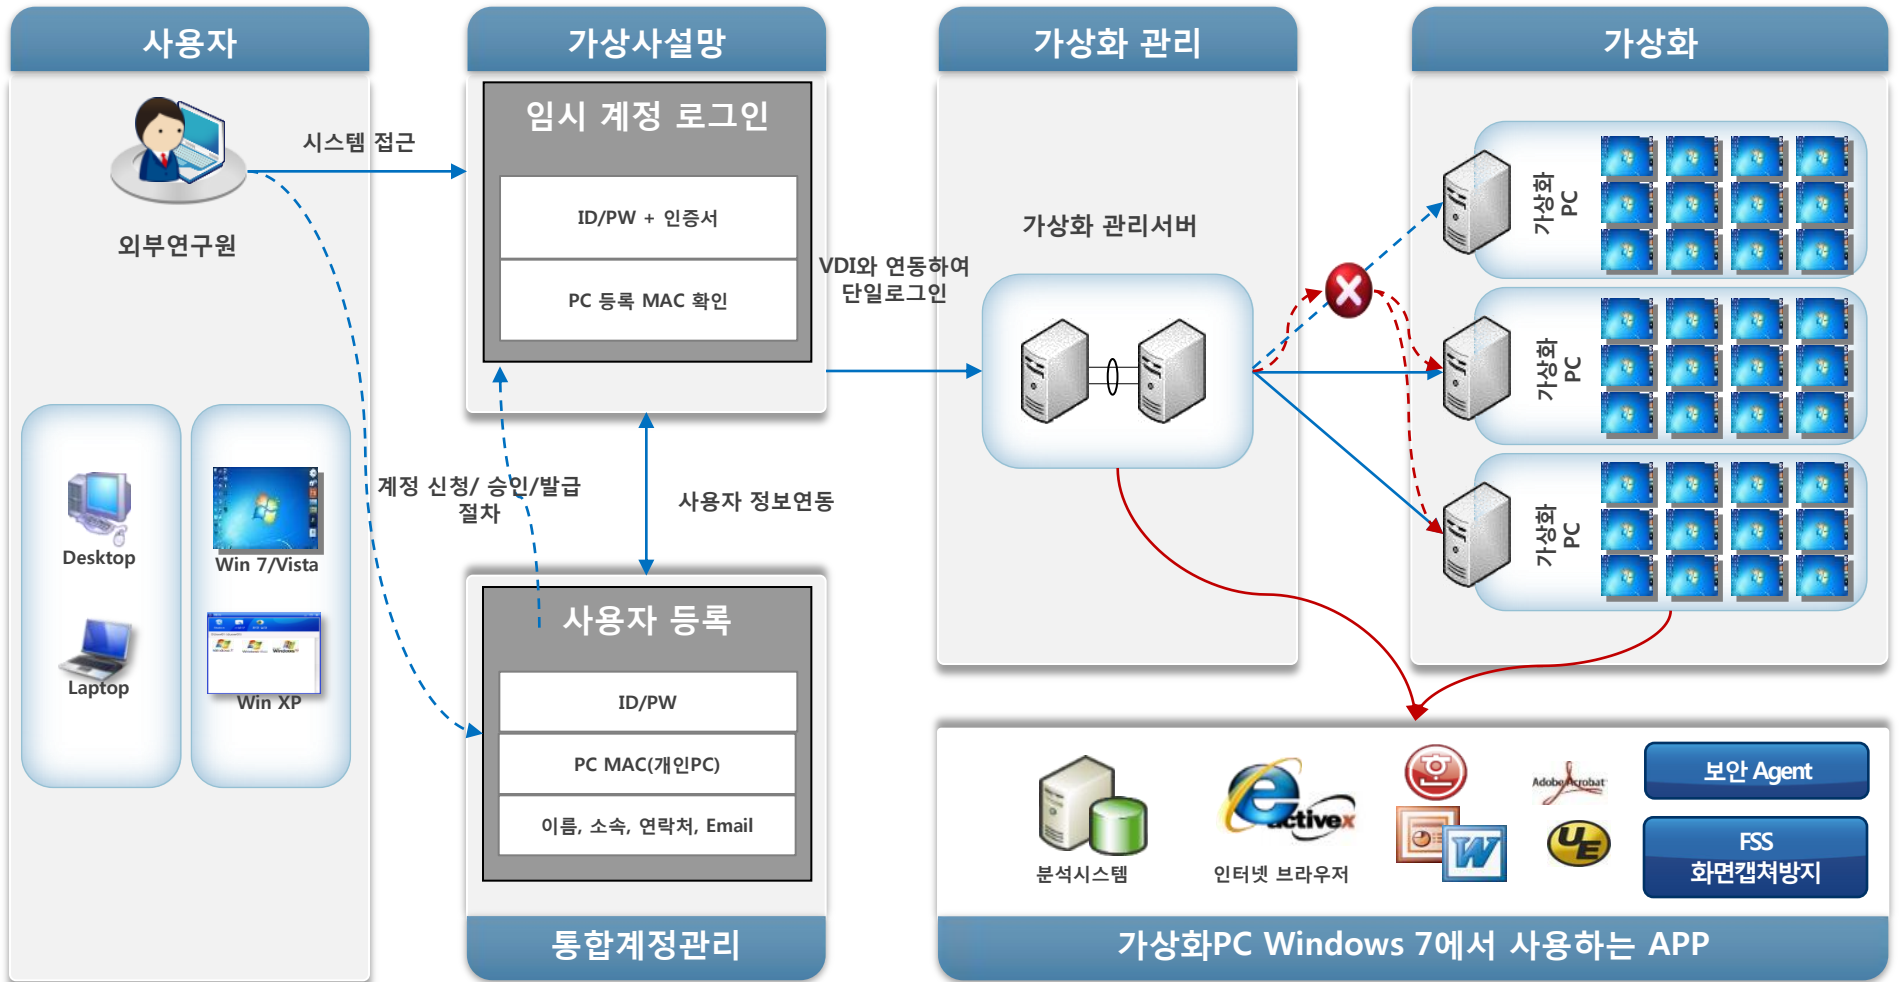 사용자
가상사설망
가상화 관리
가상화
임시 계정 로그인
시스템 접근
ID/PW + 인증서
PC 등록 MAC 확인
외부연구원
VDI와 연동하여
단일로그인
가상화 관리서버
가상화
PC
가상화
PC
가상화
PC
Desktop
Laptop
Win 7/Vista
Win XP
계정 신청/ 승인/발급
절차
사용자 정보연동
사용자 등록
ID/PW
PC MAC(개인PC)
이름, 소속, 연락처, Email
통합계정관리
분석시스템
activex
인터넷 브라우저
한
Adobe Acrobat
W
UE
보안 Agent
FSS
화면캡쳐방지
가상화PC Windows 7에서 사용하는 APP